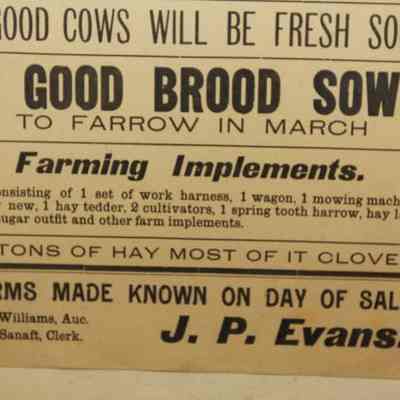 GOOD COWS WILL BE FRESH SO
GOOD BROOD SOW
TO FARROW IN MARCH
Farming Implements.
onsisting of 1 set of work harness, 1 wagon, 1 mowing mach
new, 1 hay tedder, 2 cultivators, 1 spring tooth harrow, hay l
ugar outfit and other farm implements.
TONS OF HAY MOST OF IT CLOVE
RMS MADE KNOWN ON DAY OF SAL
Williams, Auc.
Sanaft, Clerk.
J. P. Evans.